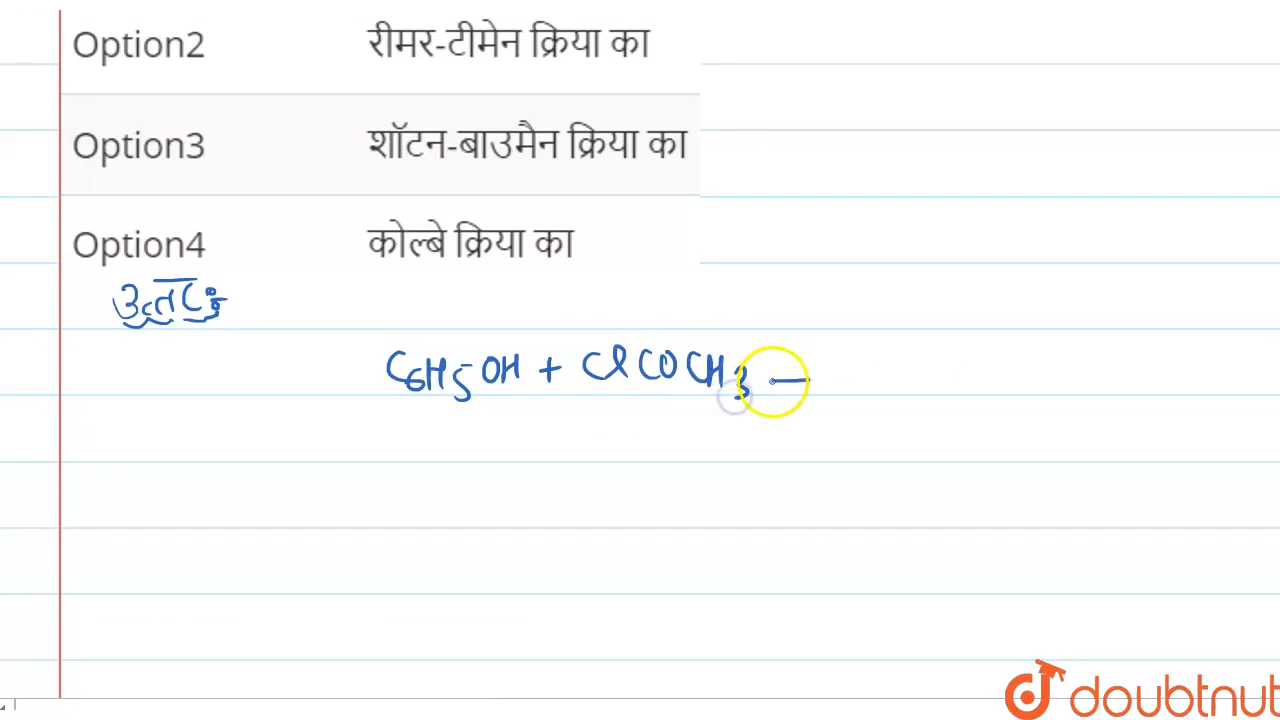 Option2 रीमर-टीमेन क्रिया का
Option3 शॉटन-बाउमैन क्रिया का
Option4 कोल्बे क्रिया का
उत्तर:
C6H5OH + ClCOCH3 —
doubtnut